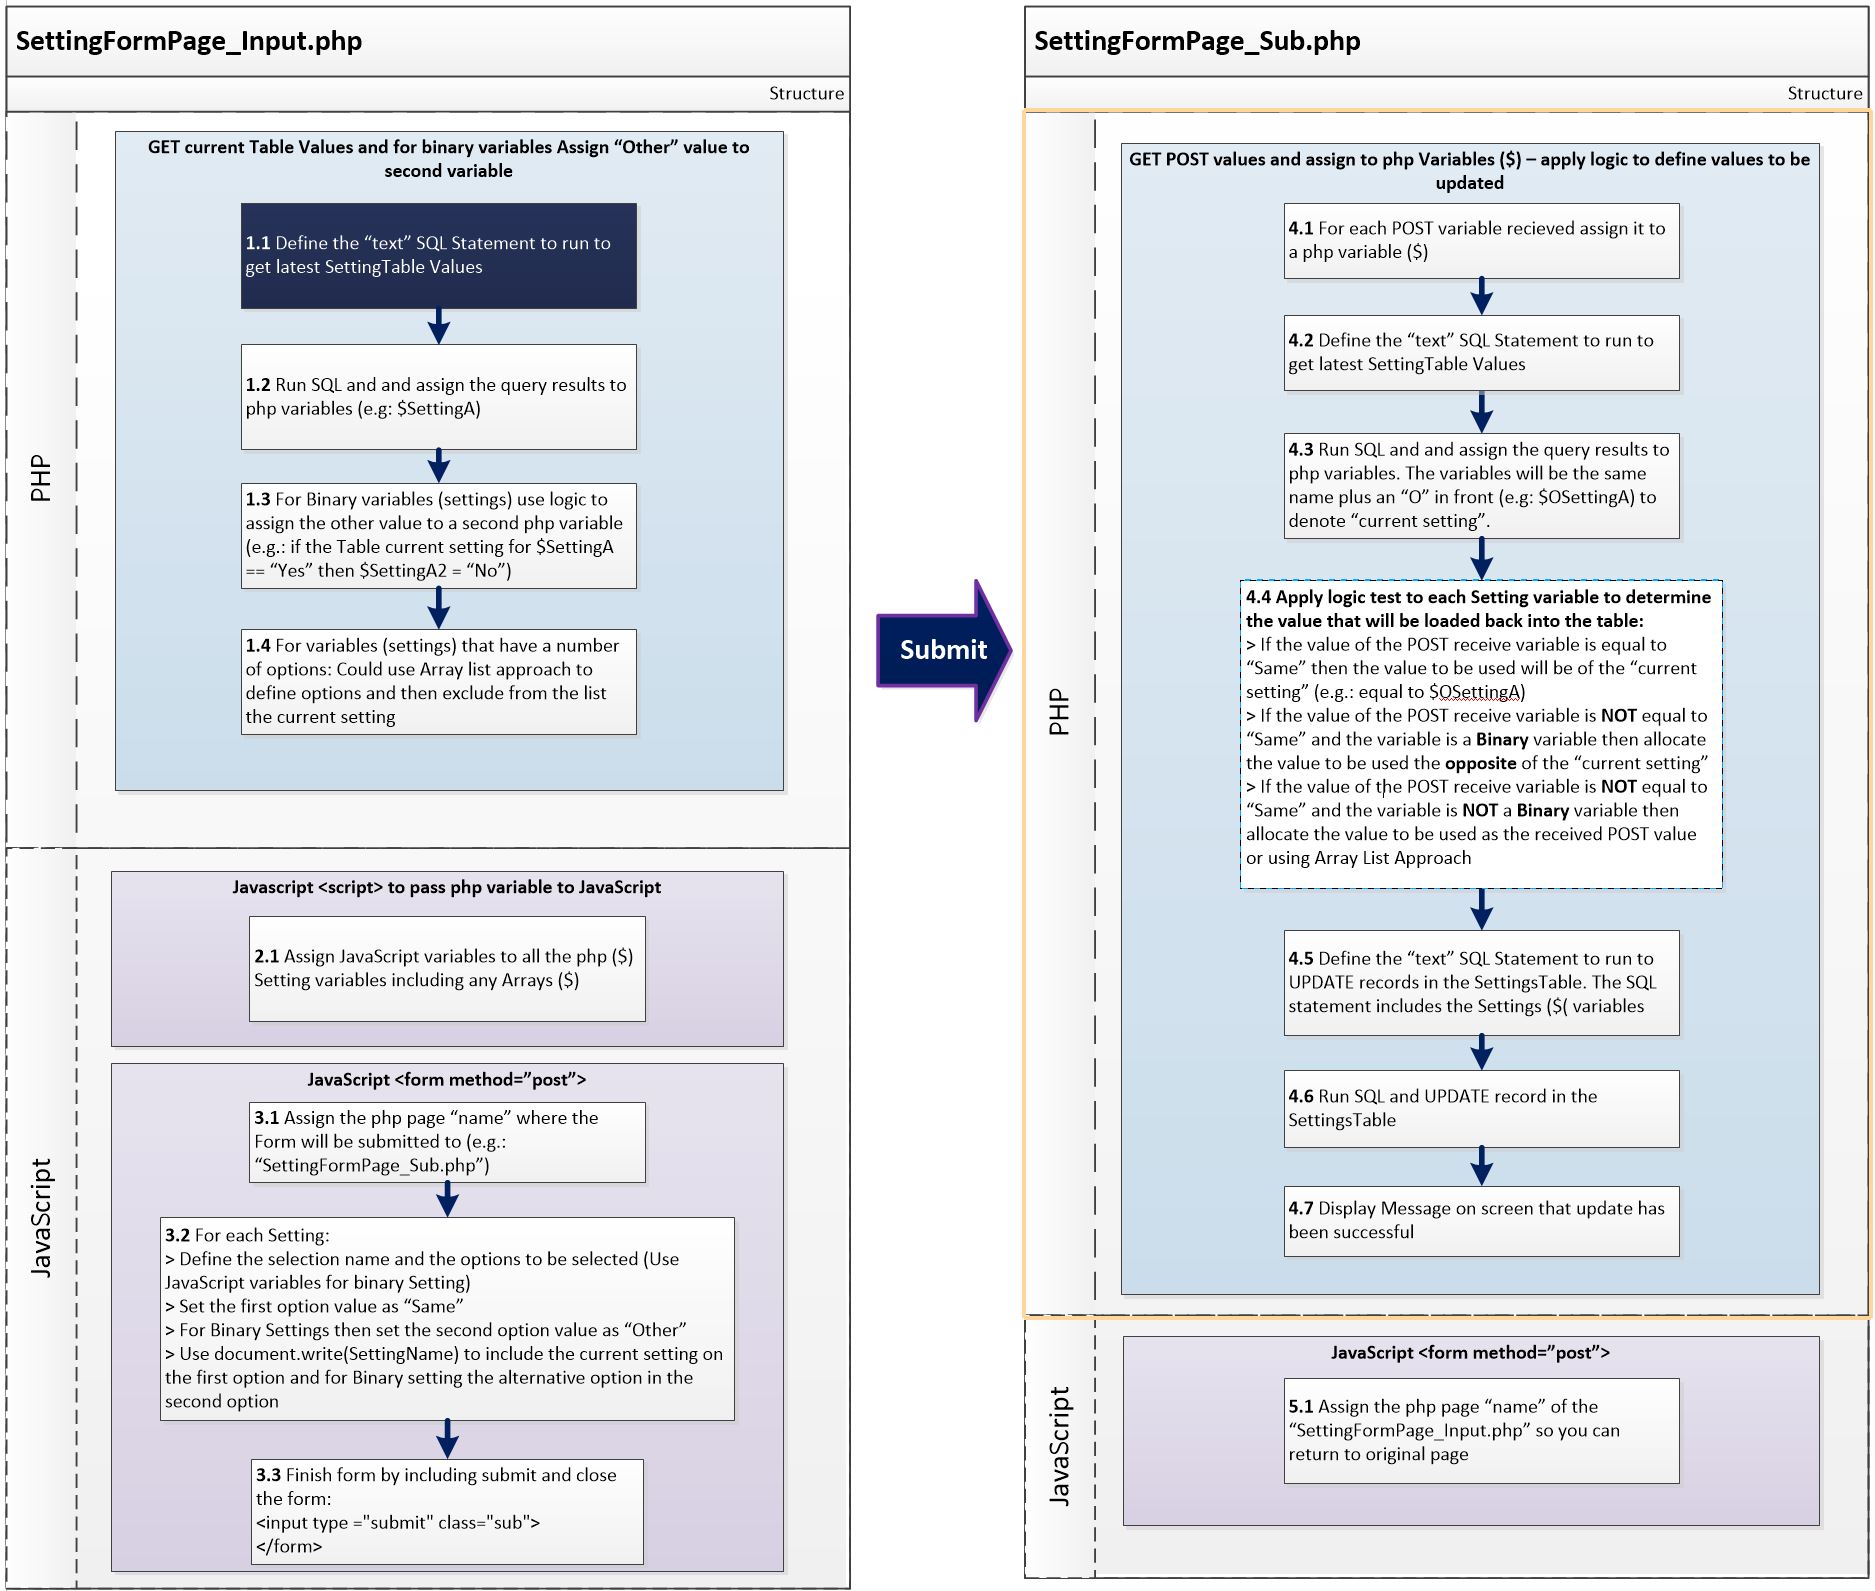 SettingFormPage_Input.php
Structure
PHP
GET current Table Values and for binary variables Assign “Other” value to
second variable
1.1 Define the “text” SQL Statement to run to
get latest SettingTable Values
1.2 Run SQL and and assign the query results to
php variables (e.g: $SettingA)
1.3 For Binary variables (settings) use logic to
assign the other value to a second php variable
(e.g.: if the Table current setting for $SettingA
== “Yes” then $SettingA2 = “No”)
1.4 For variables (settings) that have a number
of options: Could use Array list approach to
define options and then exclude from the list
the current setting
JavaScript
Javascript <script> to pass php variable to JavaScript
2.1 Assign JavaScript variables to all the php ($)
Setting variables including any Arrays ($)
JavaScript <form method=”post”>
3.1 Assign the php page “name” where the
Form will be submitted to (e.g.:
“SettingFormPage_Sub.php”)
3.2 For each Setting:
> Define the selection name and the options to be selected (Use
JavaScript variables for binary Setting)
> Set the first option value as “Same”
> For Binary Settings then set the second option value as “Other”
> Use document.write(SettingName) to include the current setting on
the first option and for Binary setting the alternative option in the
second option
3.3 Finish form by including submit and close
the form:
<input type ="submit" class="sub">
</form>
Submit
SettingFormPage_Sub.php
Structure
PHP
GET POST values and assign to php Variables ($) – apply logic to define values to be
updated
4.1 For each POST variable recieved assign it to
a php variable ($)
4.2 Define the “text” SQL Statement to run to
get latest SettingTable Values
4.3 Run SQL and and assign the query results to
php variables. The variables will be the same
name plus an “O” in front (e.g: $OSettingA) to
denote “current setting”.
4.4 Apply logic test to each Setting variable to determine
the value that will be loaded back into the table:
> If the value of the POST receive variable is equal to
“Same” then the value to be used will be of the “current
setting” (e.g.: equal to $OSettingA)
> If the value of the POST receive variable is NOT equal to
“Same” and the variable is a Binary variable then allocate
the value to be used the opposite of the “current setting”
> If the value of the POST receive variable is NOT equal to
“Same” and the variable is NOT a Binary variable then
allocate the value to be used as the received POST value
or using Array List Approach
4.5 Define the “text” SQL Statement to run to
UPDATE records in the SettingsTable. The SQL
statement includes the Settings ($( variables
4.6 Run SQL and UPDATE record in the
SettingsTable
4.7 Display Message on screen that update has
been successful
JavaScript
JavaScript <form method=”post”>
5.1 Assign the php page “name” of the
“SettingFormPage_Input.php” so you can
return to original page